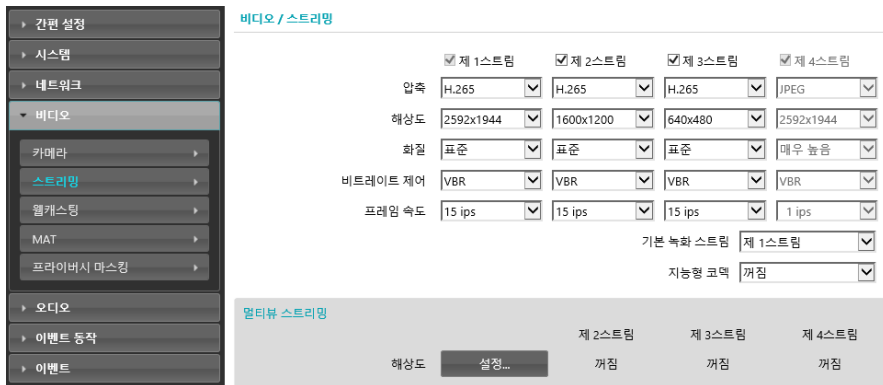 간편 설정
시스템
네트워크
비디오
카메라
스트리밍
웹캐스팅
MAT
프라이버시 마스킹
오디오
이벤트 동작
이벤트
비디오 / 스트리밍
제 1스트림 제 2스트림 제 3스트림 제 4스트림
압축 H.265 H.265 H.265 JPEG
해상도 2592x1944 1600x1200 640x480 2592x1944
화질 표준 표준 표준 매우 높음
비트레이트 제어 VBR VBR VBR VBR
프레임 속도 15 ips 15 ips 15 ips 1 ips
기본 녹화 스트림 제 1스트림
지능형 코덱 꺼짐
멀티뷰 스트리밍
제 2스트림 제 3스트림 제 4스트림
해상도 설정... 꺼짐 꺼짐 꺼짐